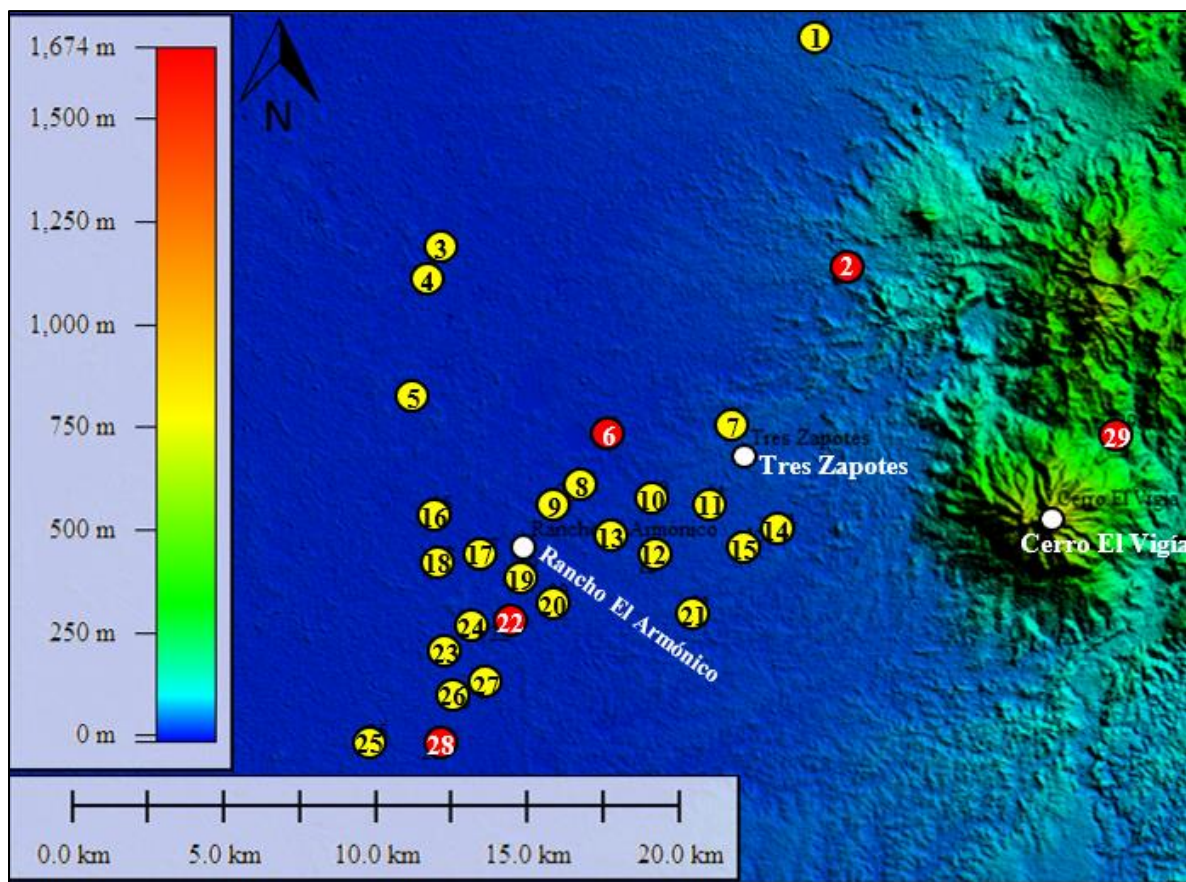 1,674 m
1,500 m
1,250 m
1,000 m
750 m
500 m
250 m
0 m
N
1
2
3
4
5
6
7
Tres Zapotes
Tres Zapotes
29
8
9
10
11
Cerro El Vigía
Cerro El Vigía
16
13
14
Rancho El Armónico
Rancho El Armónico
15
12
17
18
19
20
21
22
24
23
27
26
25
28
0.0 km 5.0 km 10.0 km 15.0 km 20.0 km